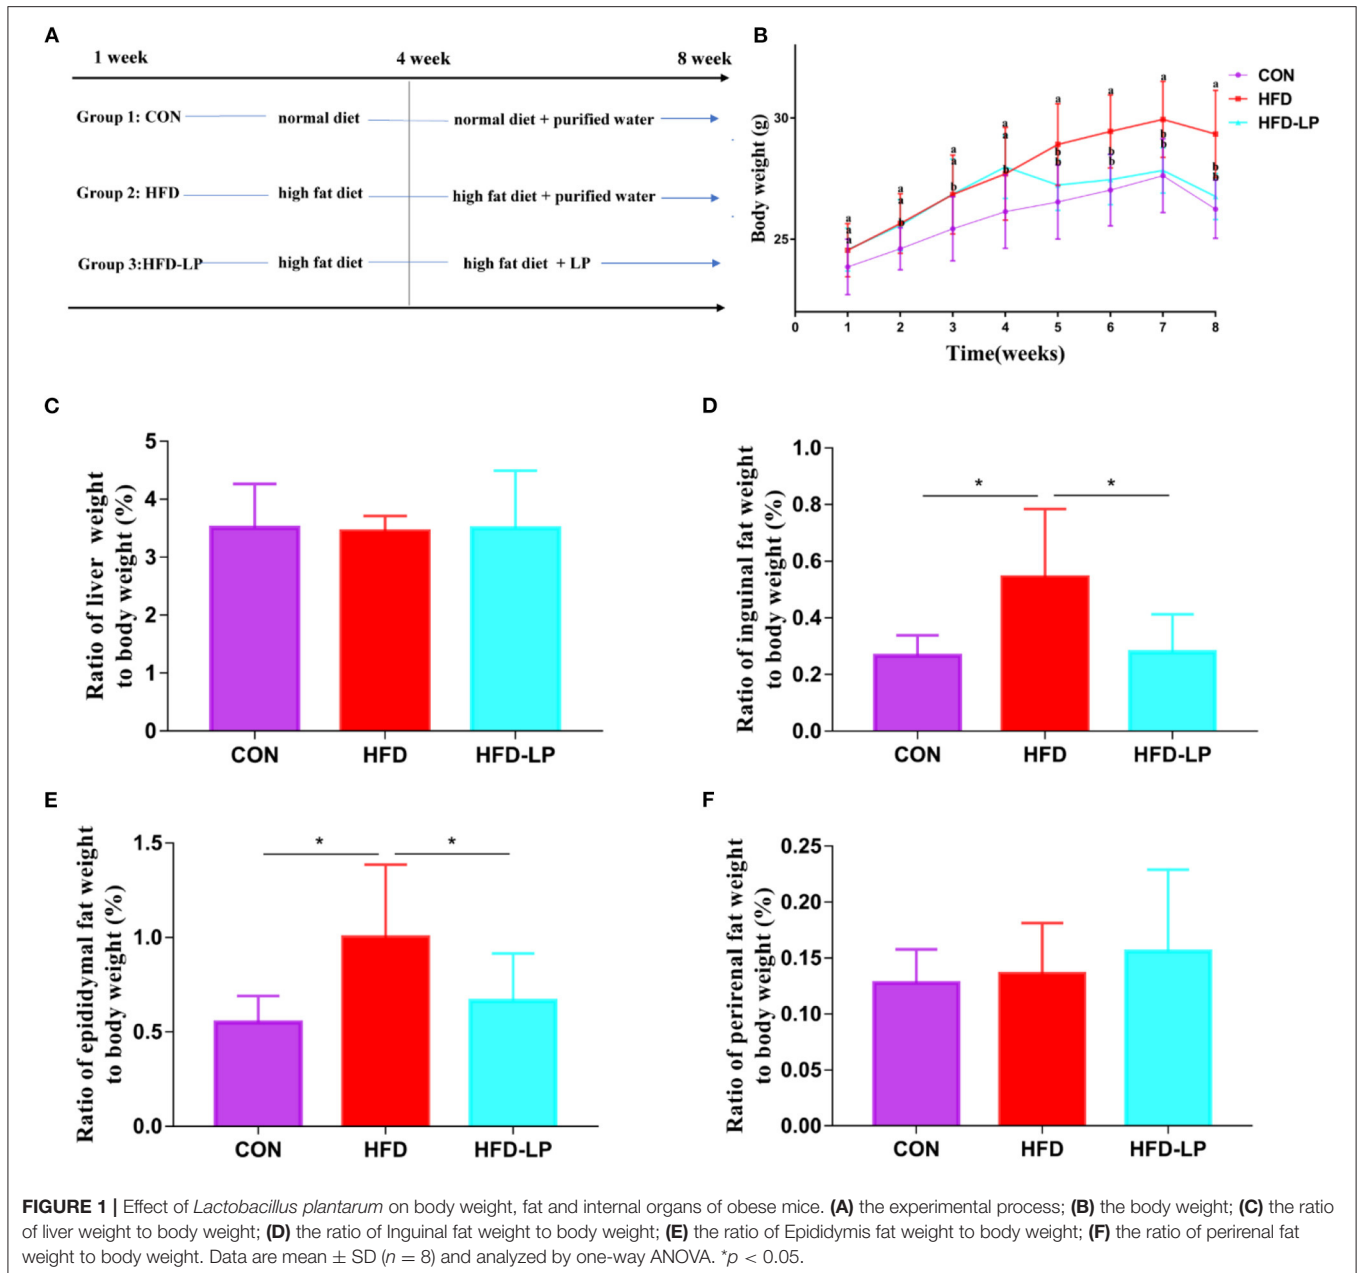 A
1 week 4 week 8 week
Group 1: CON normal diet normal diet + purified water
Group 2: HFD high fat diet high fat diet + purified water
Group 3:HFD-LP high fat diet high fat diet + LP
B
Body weight (g)
30
25
a a a
a a b
a a b
a a
a b b
a b b
a b b
a b b
0 1 2 3 4 5 6 7 8
Time(weeks)
CON
HFD
HFD-LP
C
Ratio of liver weight
to body weight (%)
5
4
3
2
1
0
CON HFD HFD-LP
D
Ratio of inguinal fat weight
to body weight (%)
1.0
0.8
0.6
0.4
0.2
0.0
* *
CON HFD HFD-LP
E
Ratio of epididymal fat weight
to body weight (%)
1.5
1.0
0.5
0.0
* *
CON HFD HFD-LP
F
Ratio of perirenal fat weight
to body weight (%)
0.25
0.20
0.15
0.10
0.05
0.00
CON HFD HFD-LP
FIGURE 1 | Effect of Lactobacillus plantarum on body weight, fat and internal organs of obese mice. (A) the experimental process; (B) the body weight; (C) the ratio
of liver weight to body weight; (D) the ratio of Inguinal fat weight to body weight; (E) the ratio of Epididymis fat weight to body weight; (F) the ratio of perirenal fat
weight to body weight. Data are mean ± SD (n = 8) and analyzed by one-way ANOVA. *p < 0.05.